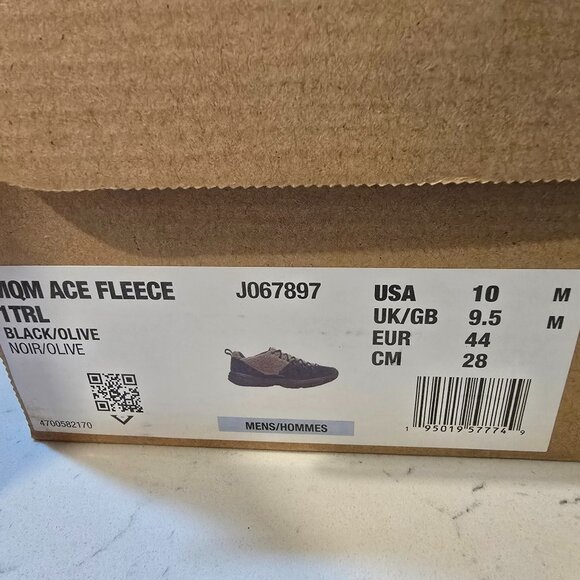 MQM ACE FLEECE
1TRL
BLACK/OLIVE
NOIR/OLIVE
4700582170
J067897
MENS/HOMMES
USA 10 M
UK/GB 9.5 M
EUR 44
CM 28
1 95019 57774 9